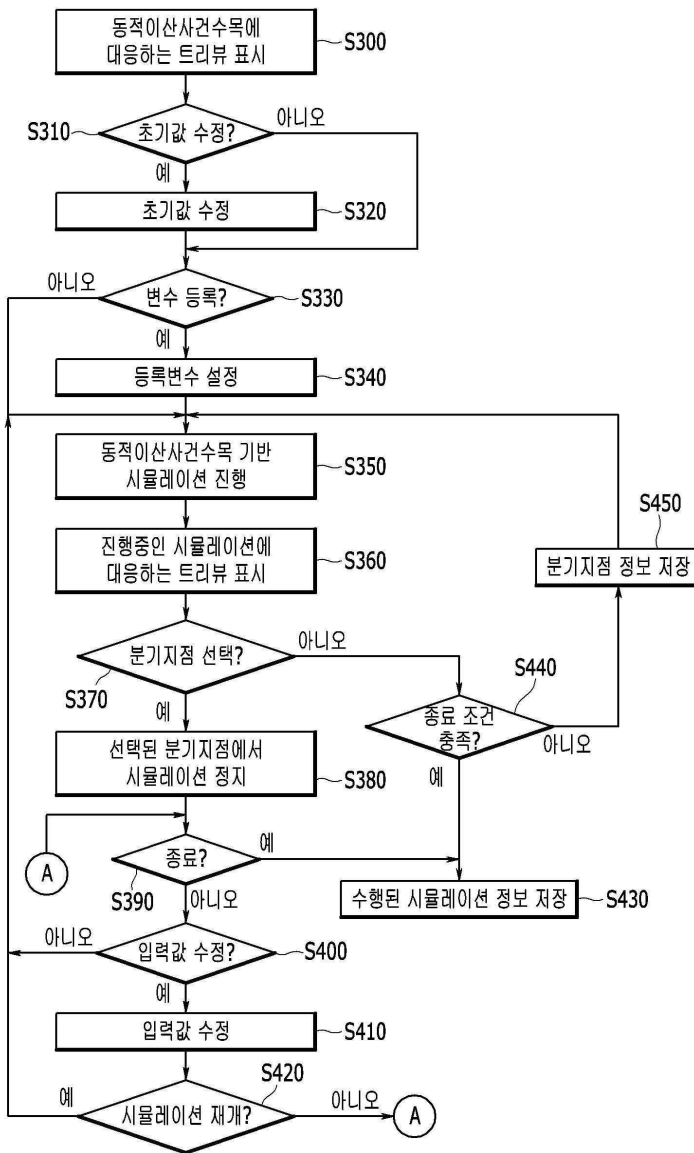 동적이산사건수목에
대응하는 트리뷰 표시
S300
S310
초기값 수정?
아니오
예
초기값 수정
S320
아니오
변수 등록?
S330
예
등록변수 설정
S340
동적이산사건수목 기반
시뮬레이션 진행
S350
진행중인 시뮬레이션에
대응하는 트리뷰 표시
S360
S450
분기지점 정보 저장
분기지점 선택?
아니오
S370
예
S440
종료 조건
충족?
아니오
예
선택된 분기지점에서
시뮬레이션 정지
S380
A
종료?
예
S390
아니오
수행된 시뮬레이션 정보 저장
S430
아니오
입력값 수정?
S400
예
입력값 수정
S410
S420
예
시뮬레이션 재개?
아니오
A